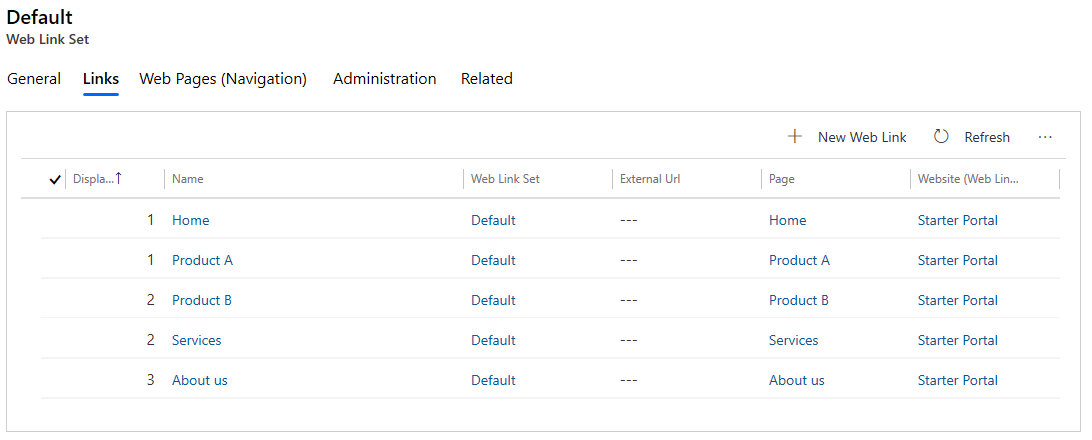 Default
Web Link Set
General Links Web Pages (Navigation) Administration Related
New Web Link Refresh ...
Displa...↑ Name Web Link Set External Url Page Website (Web Lin...
1 Home Default --- Home Starter Portal
1 Product A Default --- Product A Starter Portal
2 Product B Default --- Product B Starter Portal
2 Services Default --- Services Starter Portal
3 About us Default --- About us Starter Portal